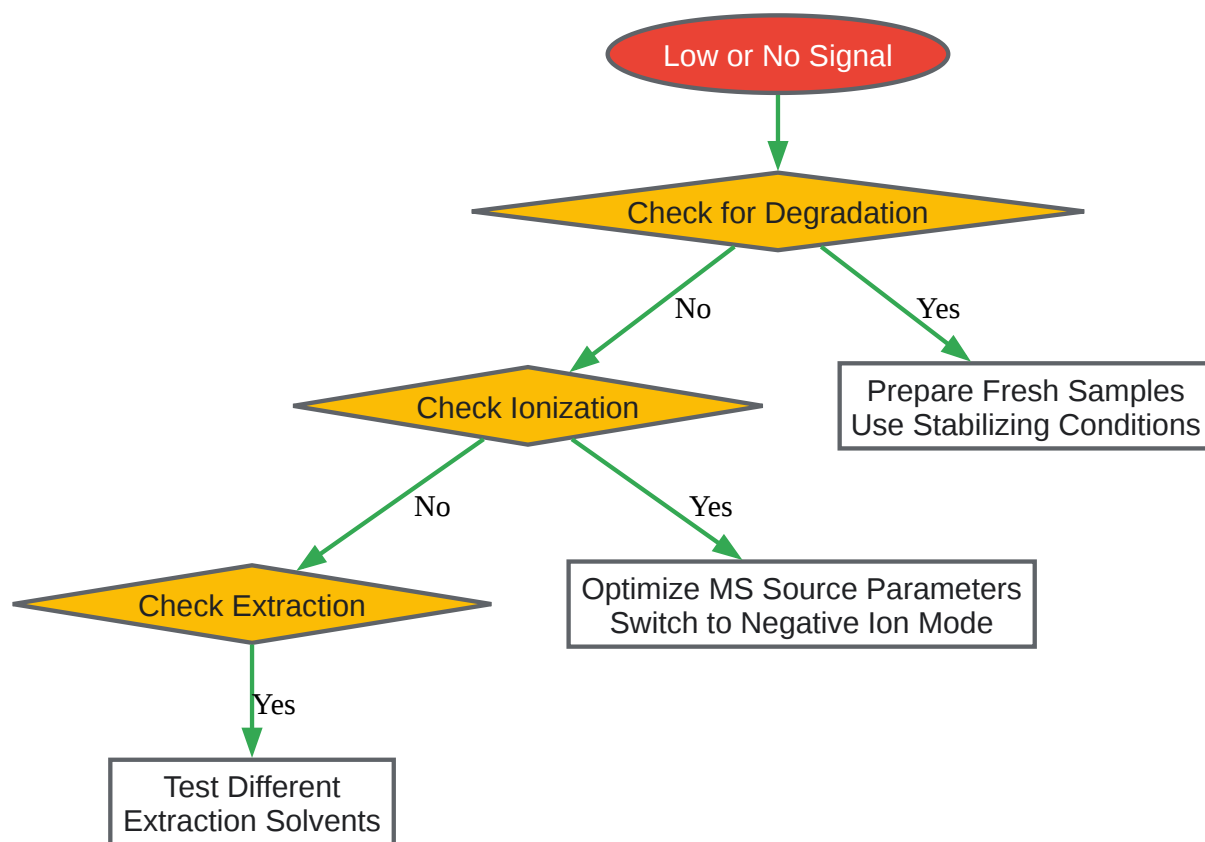 Low or No Signal
Check for Degradation
No
Yes
Prepare Fresh Samples
Use Stabilizing Conditions
Check Ionization
No
Yes
Optimize MS Source Parameters
Switch to Negative Ion Mode
Check Extraction
Yes
Test Different
Extraction Solvents